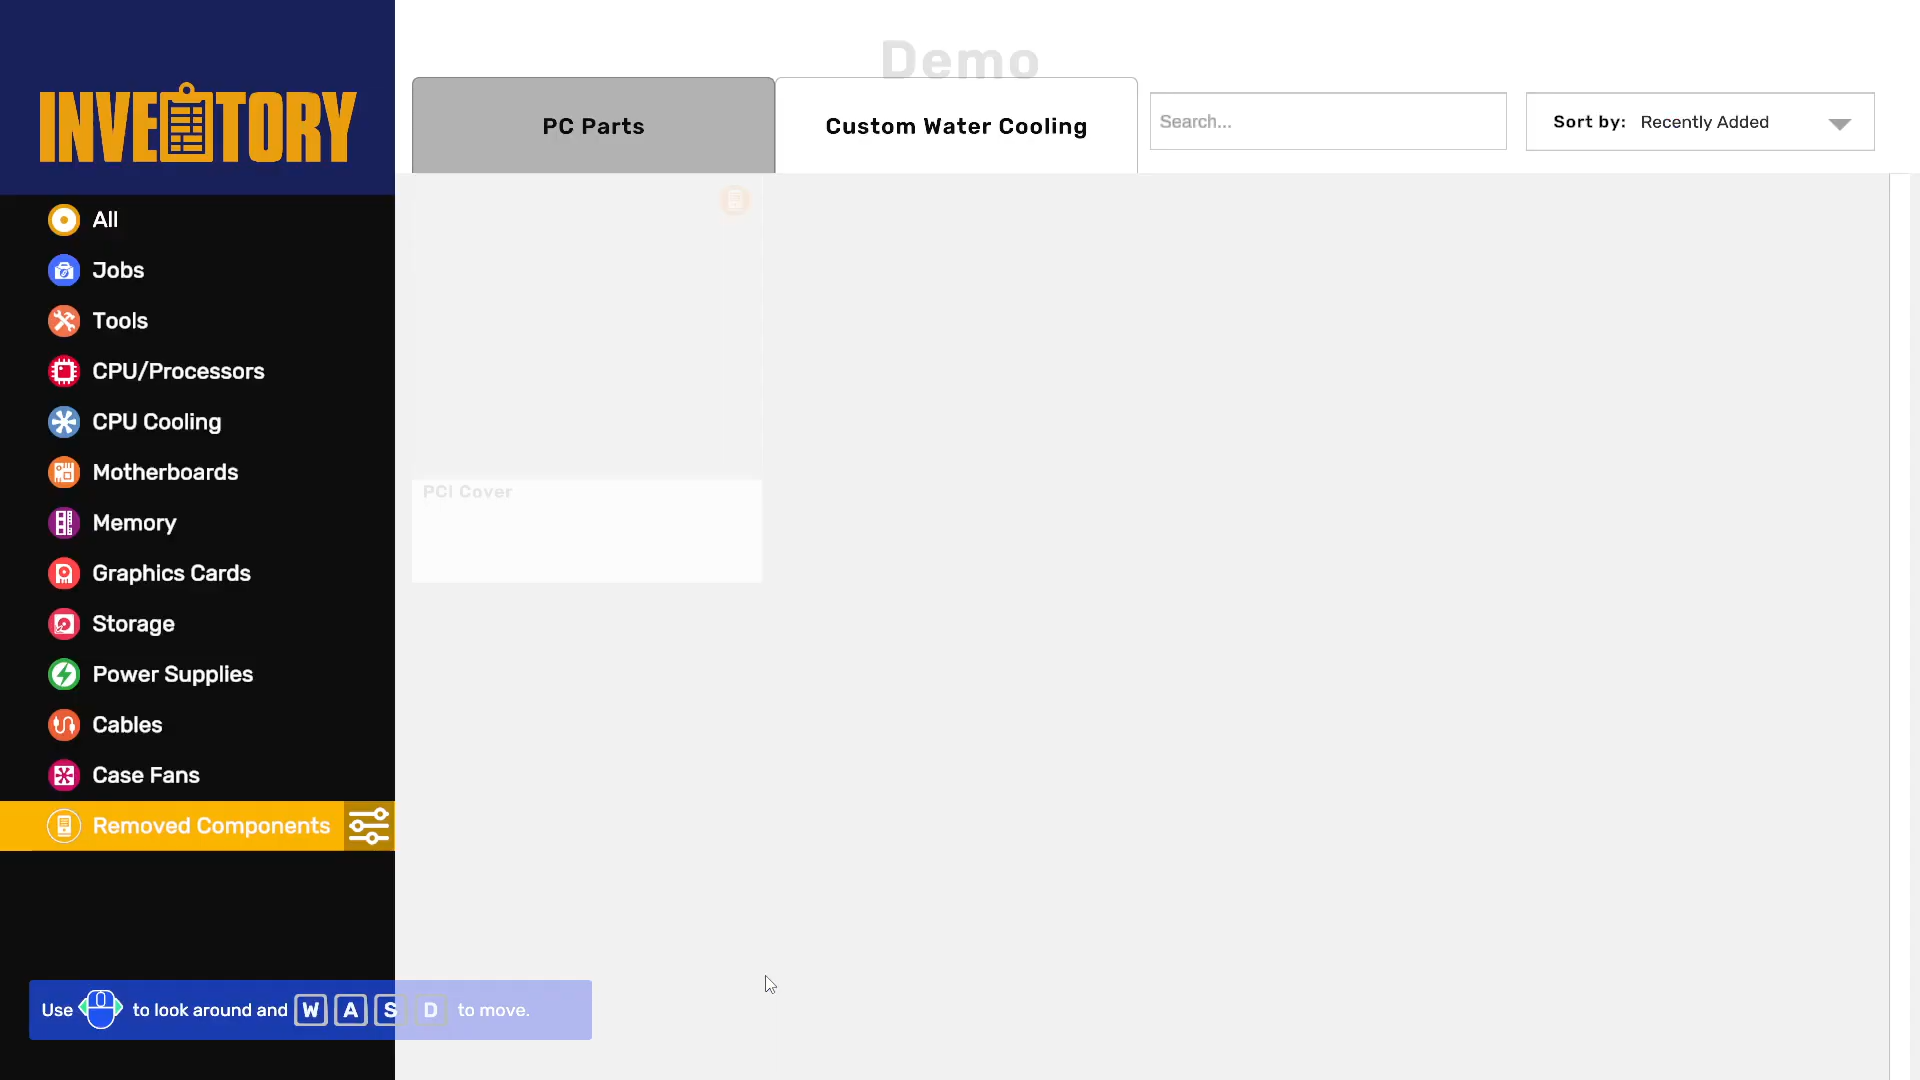 Demo
INVENTORY
PC Parts
Custom Water Cooling
Search...
Sort by: Recently Added
All
Jobs
Tools
CPU/Processors
CPU Cooling
Motherboards
Memory
Graphics Cards
Storage
Power Supplies
Cables
Case Fans
Removed Components
PCI Cover
Use to look around and W A S D to move.